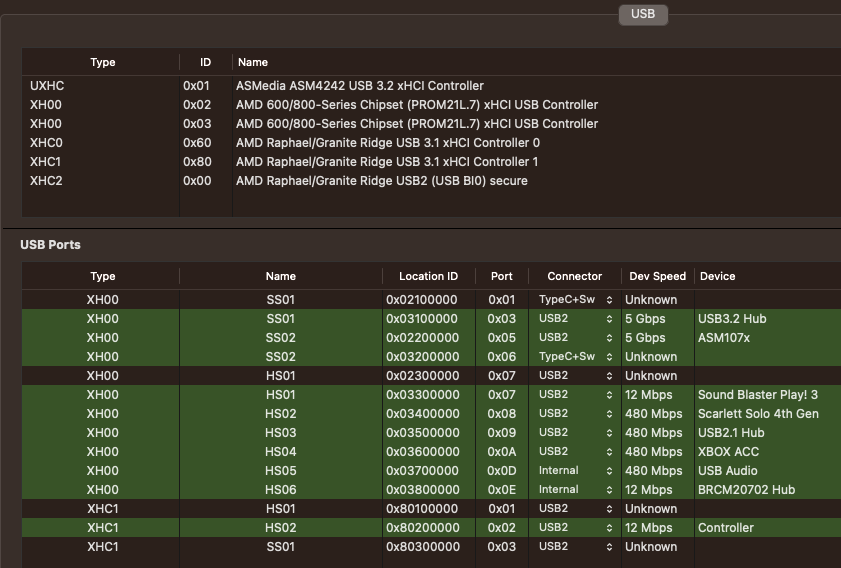 USB
Type ID Name
UXHC 0x01 ASMedia ASM4242 USB 3.2 xHCI Controller
XH00 0x02 AMD 600/800-Series Chipset (PROM21L.7) xHCI USB Controller
XH00 0x03 AMD 600/800-Series Chipset (PROM21L.7) xHCI USB Controller
XHC0 0x60 AMD Raphael/Granite Ridge USB 3.1 xHCI Controller 0
XHC1 0x80 AMD Raphael/Granite Ridge USB 3.1 xHCI Controller 1
XHC2 0x00 AMD Raphael/Granite Ridge USB2 (USB BI0) secure
USB Ports
Type Name Location ID Port Connector Dev Speed Device
XH00 SS01 0x02100000 0x01 TypeC+Sw Unknown
XH00 SS01 0x03100000 0x03 USB2 5 Gbps USB3.2 Hub
XH00 SS02 0x02200000 0x05 USB2 5 Gbps ASM107x
XH00 SS02 0x03200000 0x06 TypeC+Sw Unknown
XH00 HS01 0x02300000 0x07 USB2 Unknown
XH00 HS01 0x03300000 0x07 USB2 12 Mbps Sound Blaster Play! 3
XH00 HS02 0x03400000 0x08 USB2 480 Mbps Scarlett Solo 4th Gen
XH00 HS03 0x03500000 0x09 USB2 480 Mbps USB2.1 Hub
XH00 HS04 0x03600000 0x0A USB2 480 Mbps XBOX ACC
XH00 HS05 0x03700000 0x0D Internal 480 Mbps USB Audio
XH00 HS06 0x03800000 0x0E Internal 12 Mbps BRCM20702 Hub
XHC1 HS01 0x80100000 0x01 USB2 Unknown
XHC1 HS02 0x80200000 0x02 USB2 12 Mbps Controller
XHC1 SS01 0x80300000 0x03 USB2 Unknown